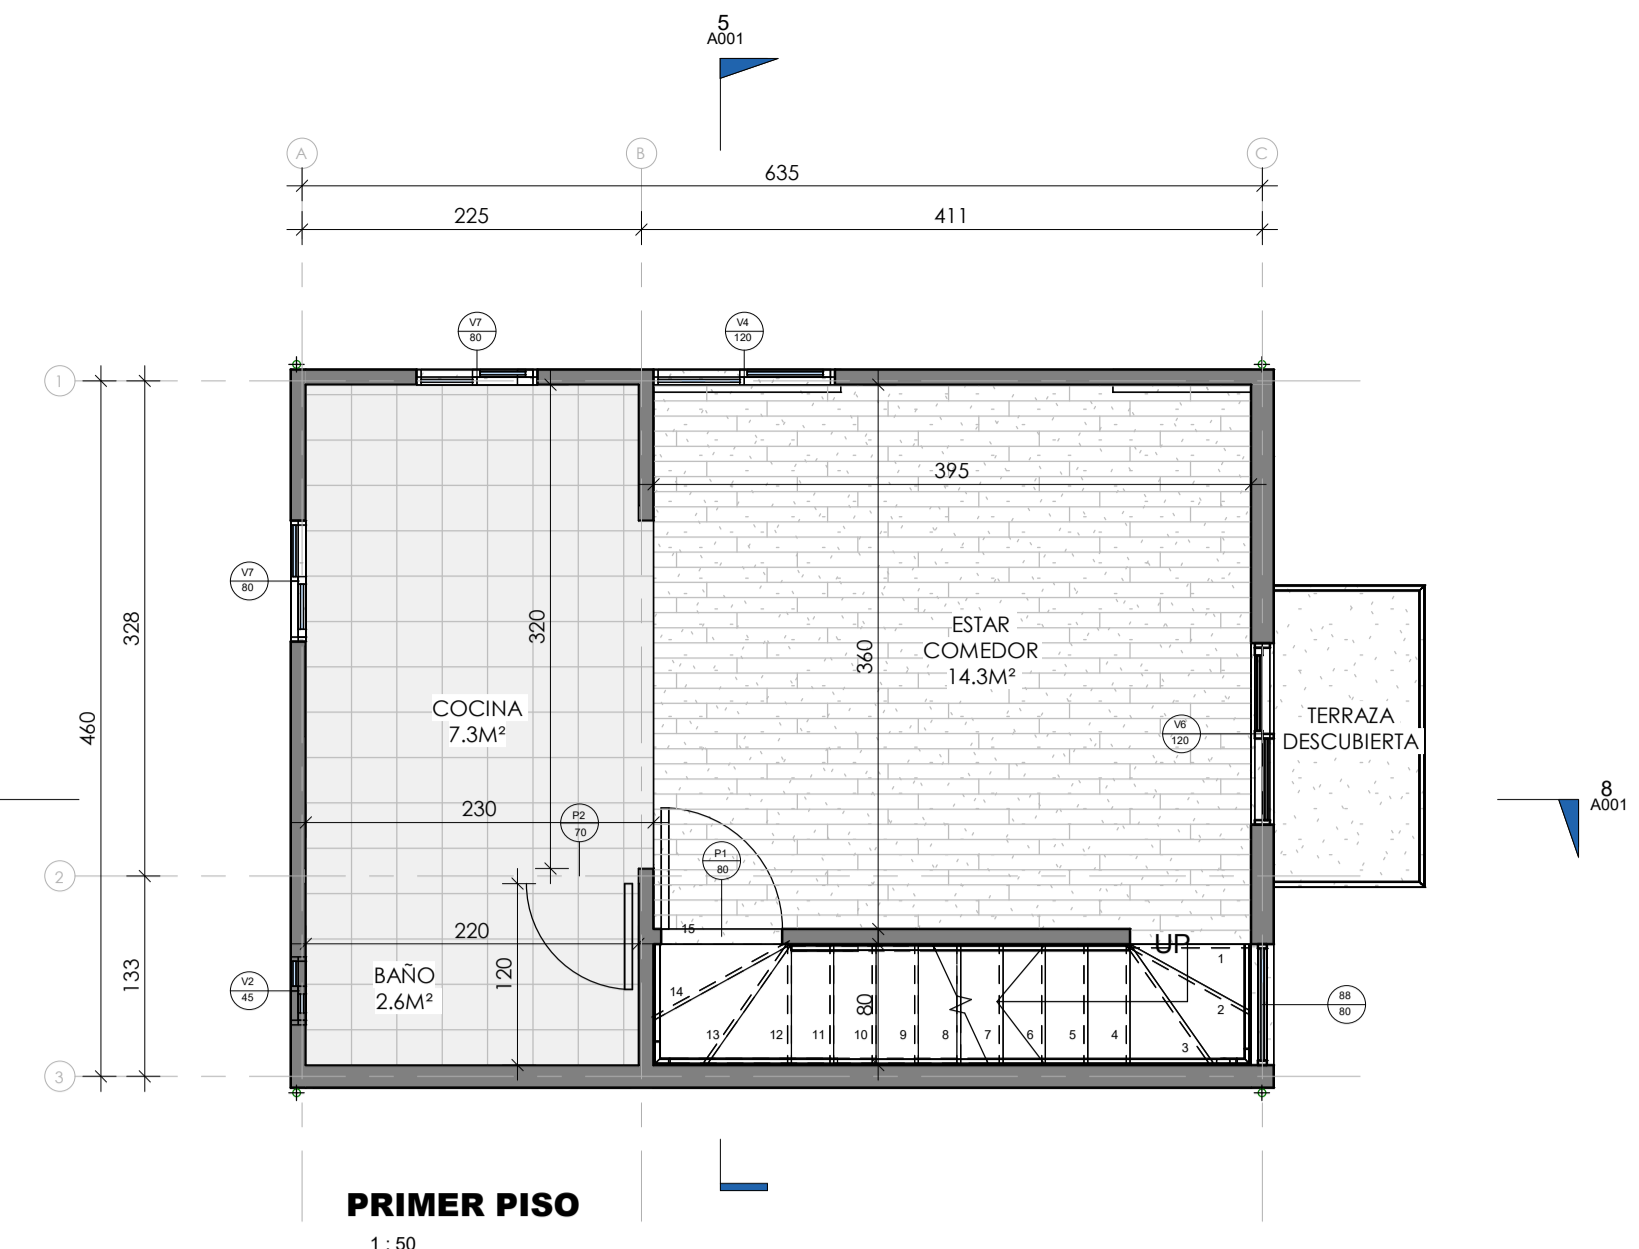 5
A001
A
B
C
635
225
411
V7
80
V4
120
1
395
V7
80
328
320
360
ESTAR
COMEDOR
14.3M²
460
COCINA
7.3M²
V6
120
TERRAZA
DESCUBIERTA
8
A001
230
P2
70
P1
80
2
15
220
UP
133
BAÑO
2.6M²
120
V2
45
14
80
1
2
88
80
13
12
11
10
9
8
7
6
5
4
3
3
PRIMER PISO
1 : 50